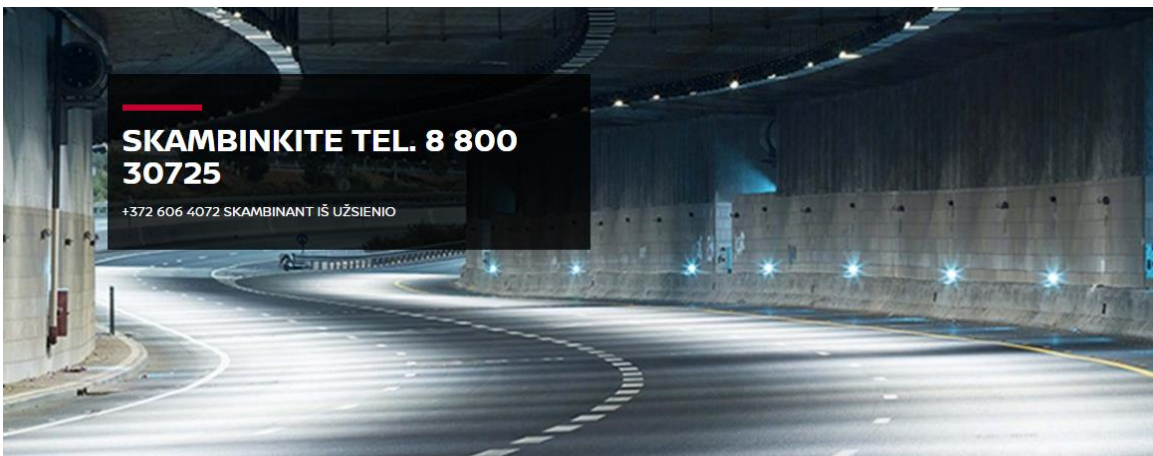 SKAMBINKITE TEL. 8 800
30725
+372 606 4072 SKAMBINANT IŠ UŽSIENIO